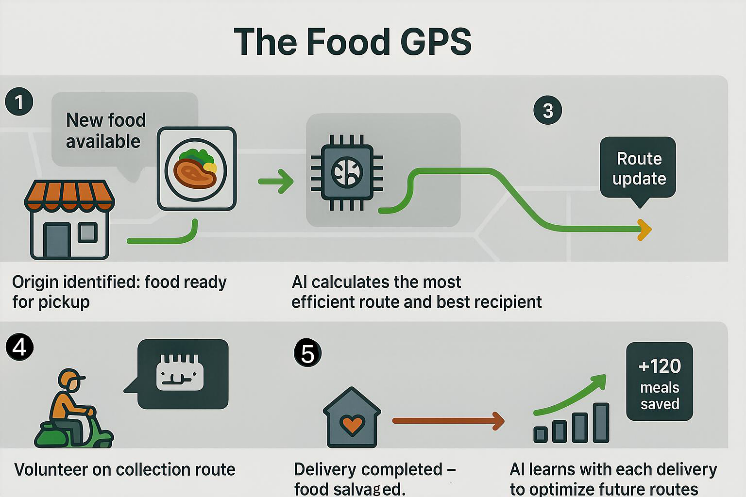 The Food GPS
1
New food
available
3
Route
update
Origin identified: food ready
for pickup
AI calculates the most
efficient route and best recipient
4
5
+120
meals
saved
Volunteer on collection route
Delivery completed –
food salvaged.
AI learns with each delivery
to optimize future routes